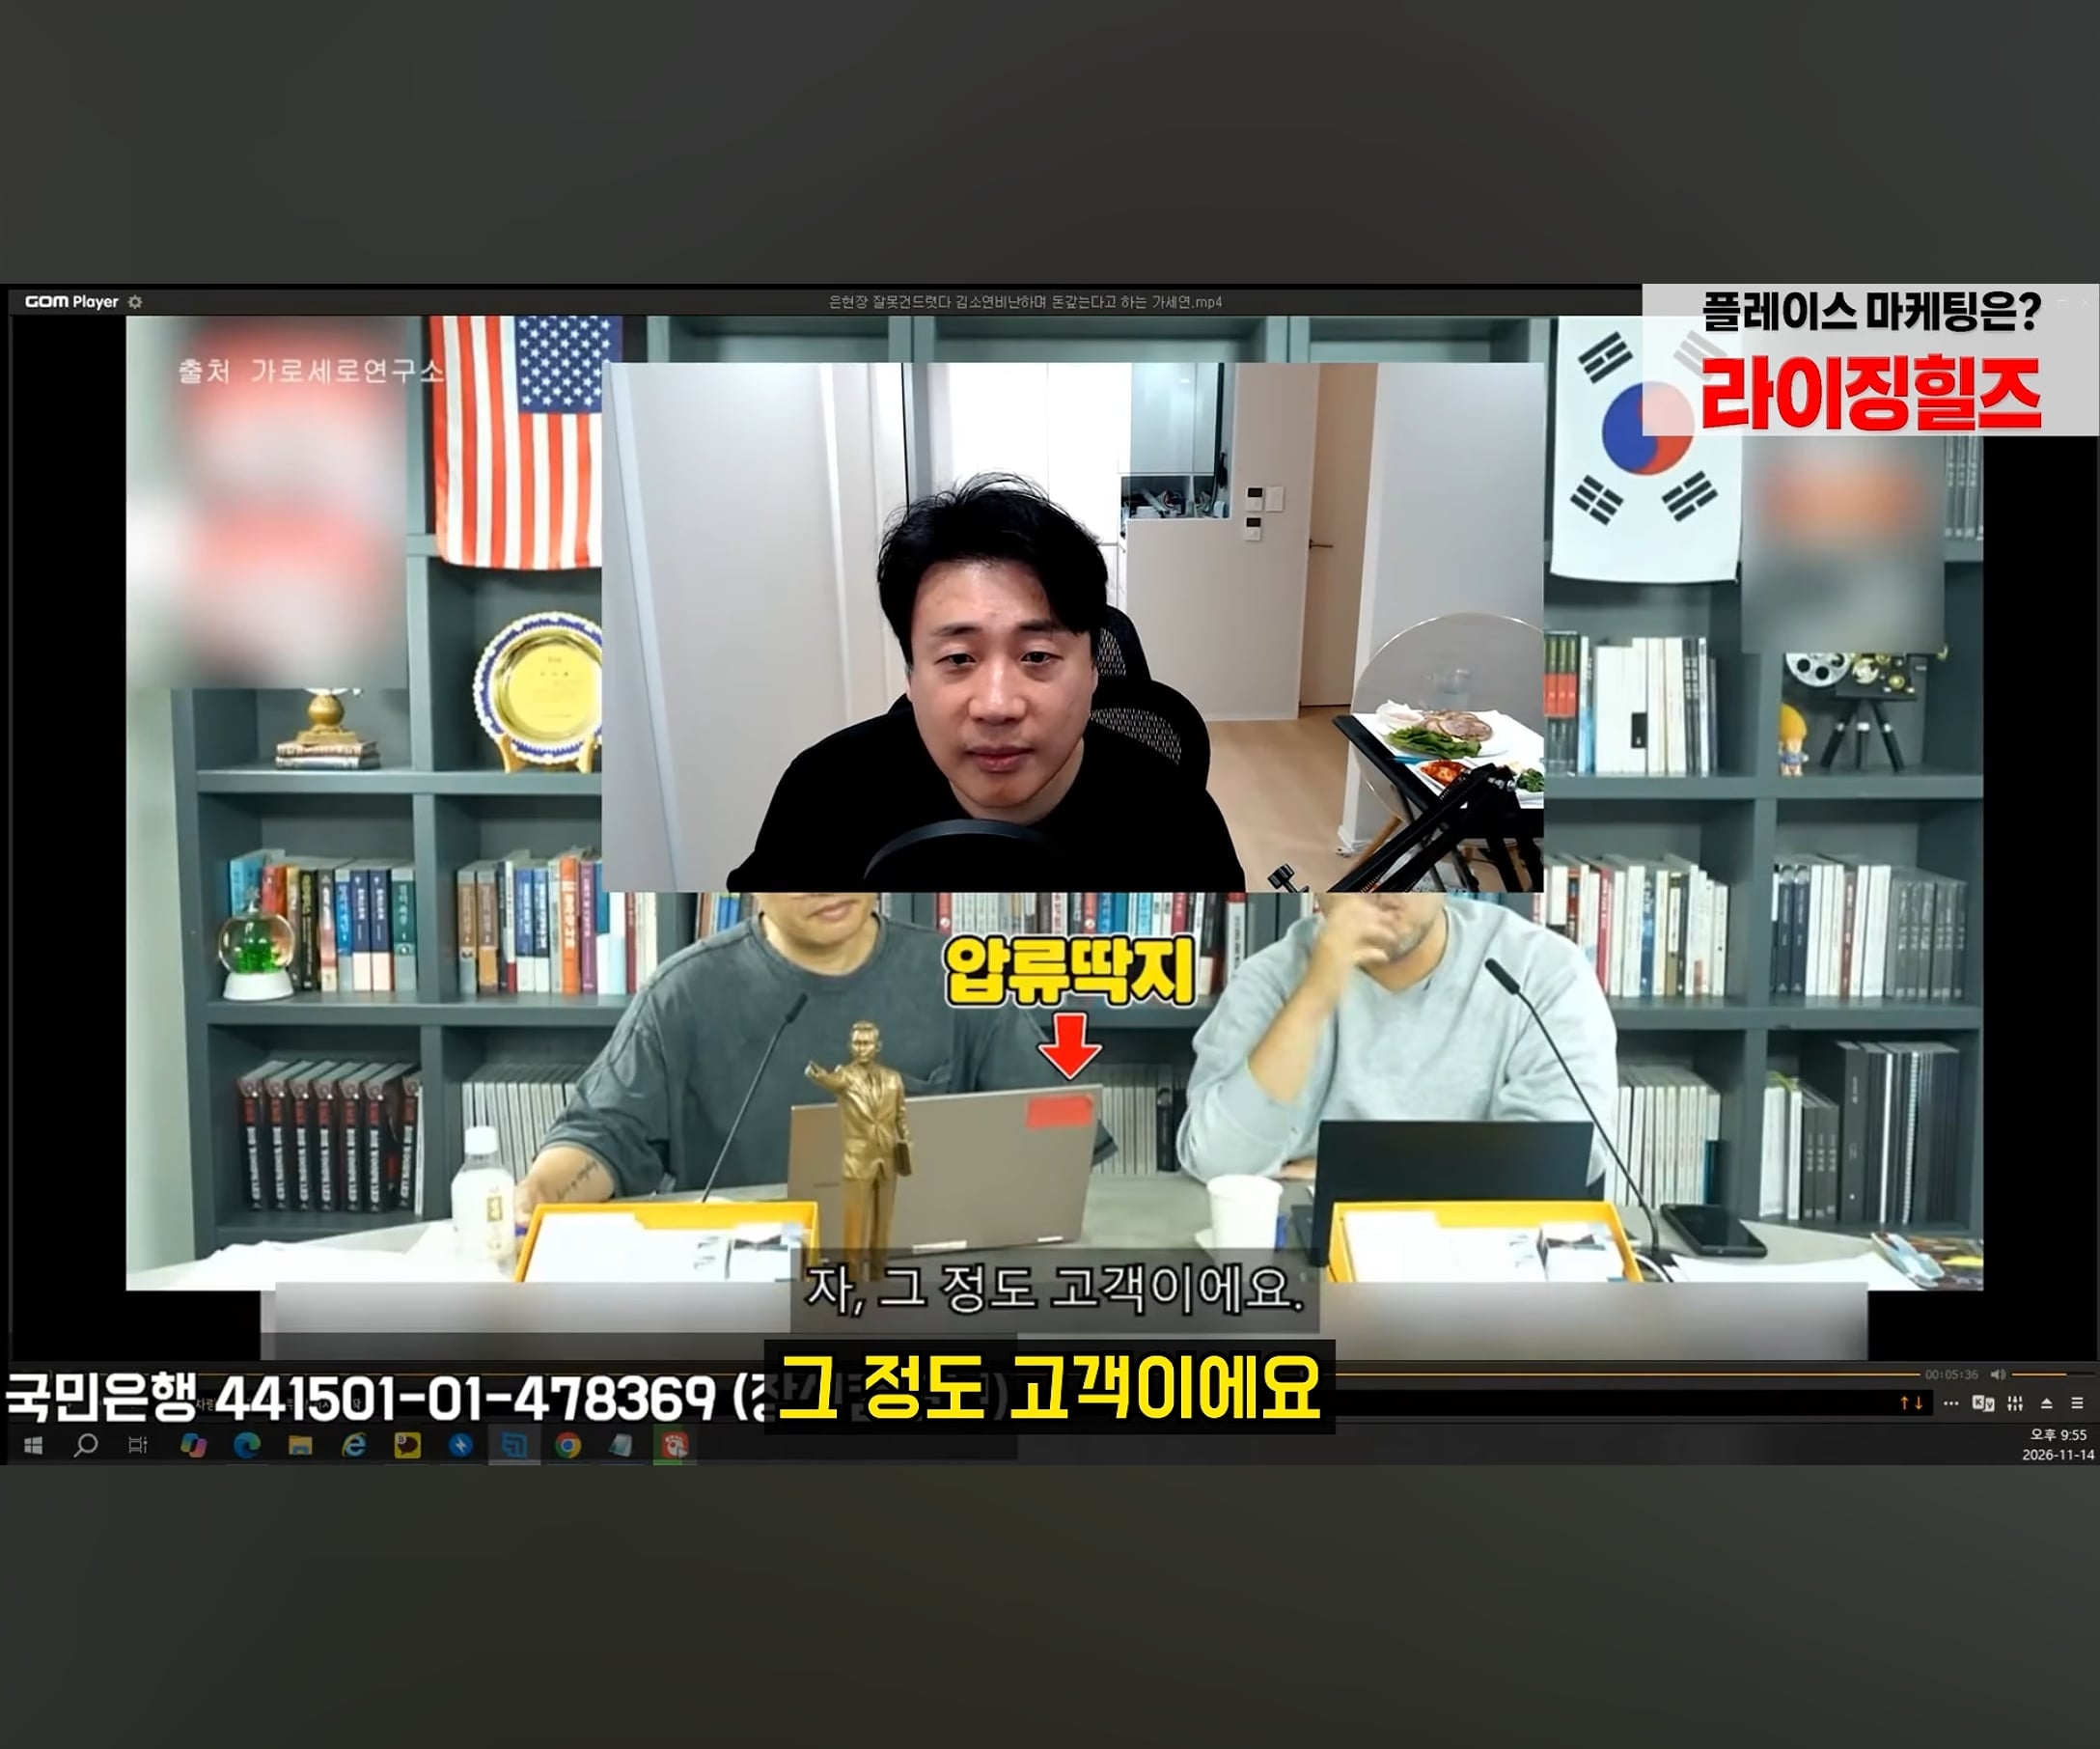 GOM Player
은현장 잘못건드렷다 김소연비난하며 돈갚는다고 하는 가세연.mp4
플레이스 마케팅은?
라이징힐즈
출처 가로세로연구소
압류딱지
자, 그 정도 고객이에요.
그 정도 고객이에요
국민은행 441501-01-478369
00:05:36
오후 9:55
2026-11-14